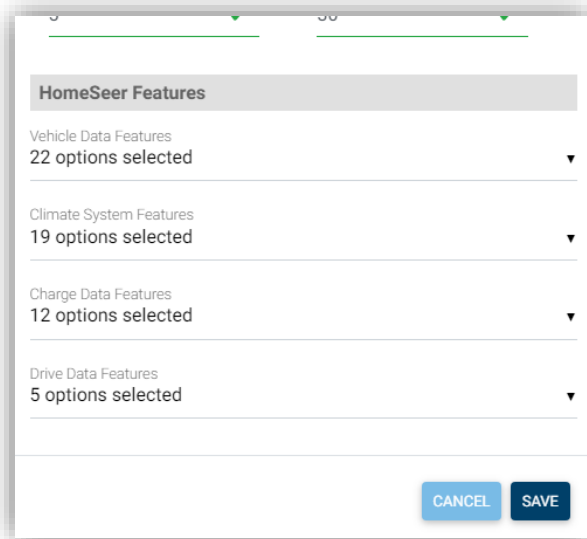 HomeSeer Features
Vehicle Data Features
22 options selected
Climate System Features
19 options selected
Charge Data Features
12 options selected
Drive Data Features
5 options selected
CANCEL SAVE